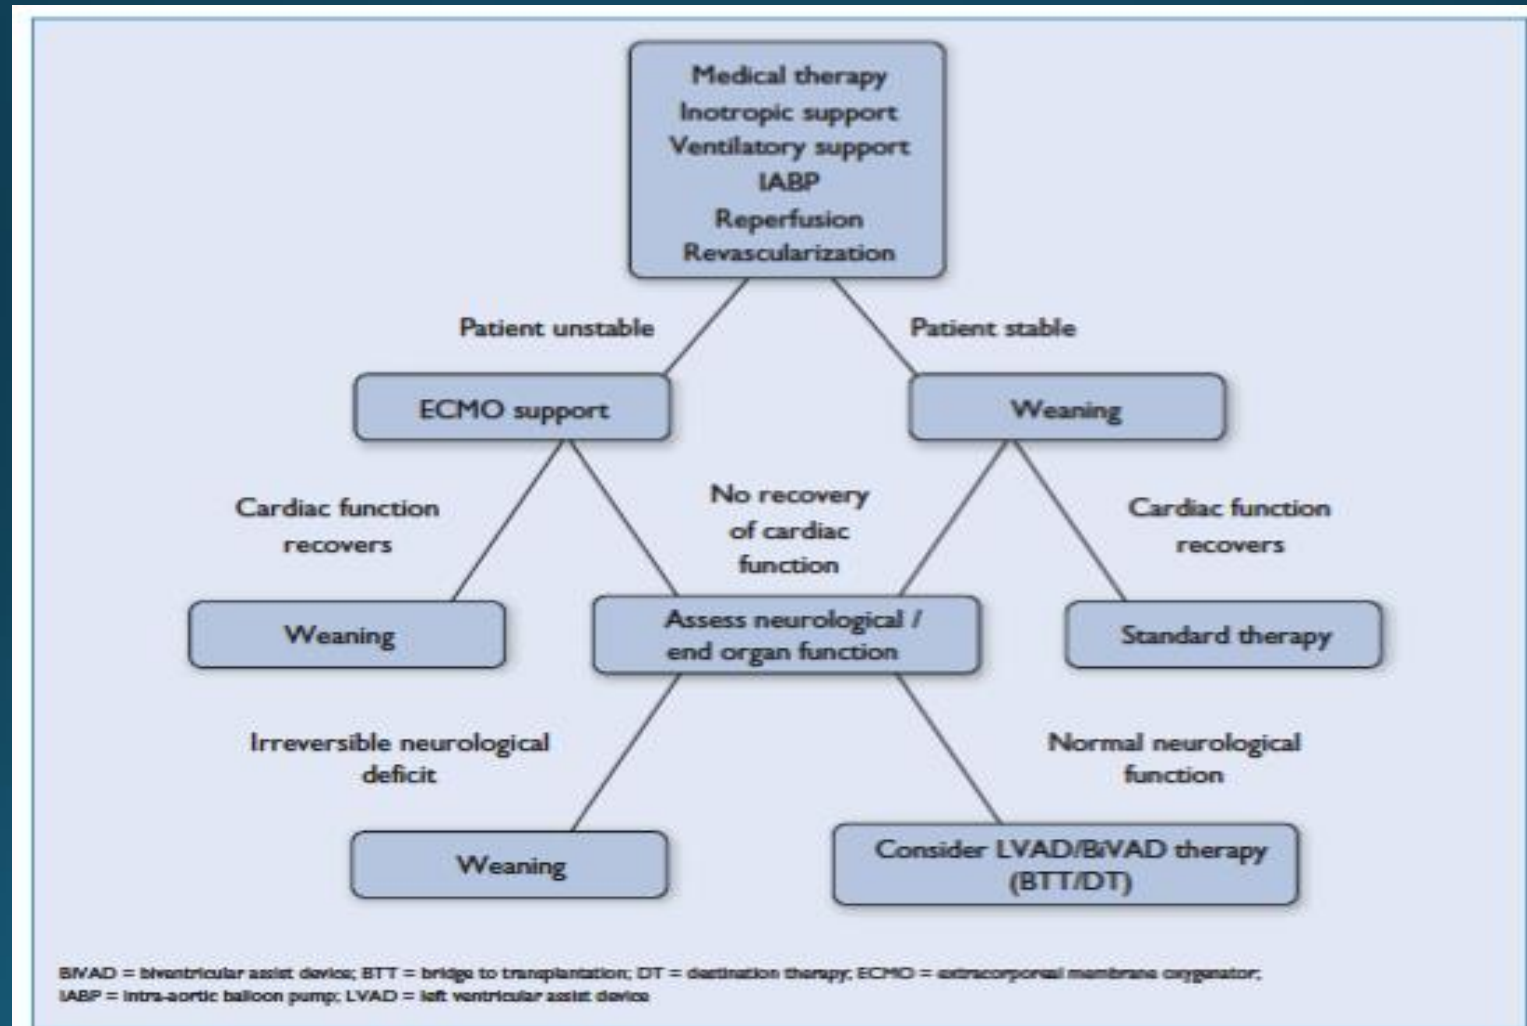 Medical therapy
Inotropic support
Ventilatory support
IABP
Reperfusion
Revascularization
Patient unstable
Patient stable
ECMO support
Weaning
Cardiac function
recovers
No recovery
of cardiac
function
Cardiac function
recovers
Weaning
Assess neurological /
end organ function
Standard therapy
Irreversible neurological
deficit
Normal neurological
function
Weaning
Consider LVAD/BiVAD therapy
(BTT/DT)
BiVAD = biventricular assist device; BTT = bridge to transplantation; DT = destination therapy; ECMO = extracorporeal membrane oxygenator;
IABP = intra-aortic balloon pump; LVAD = left ventricular assist device